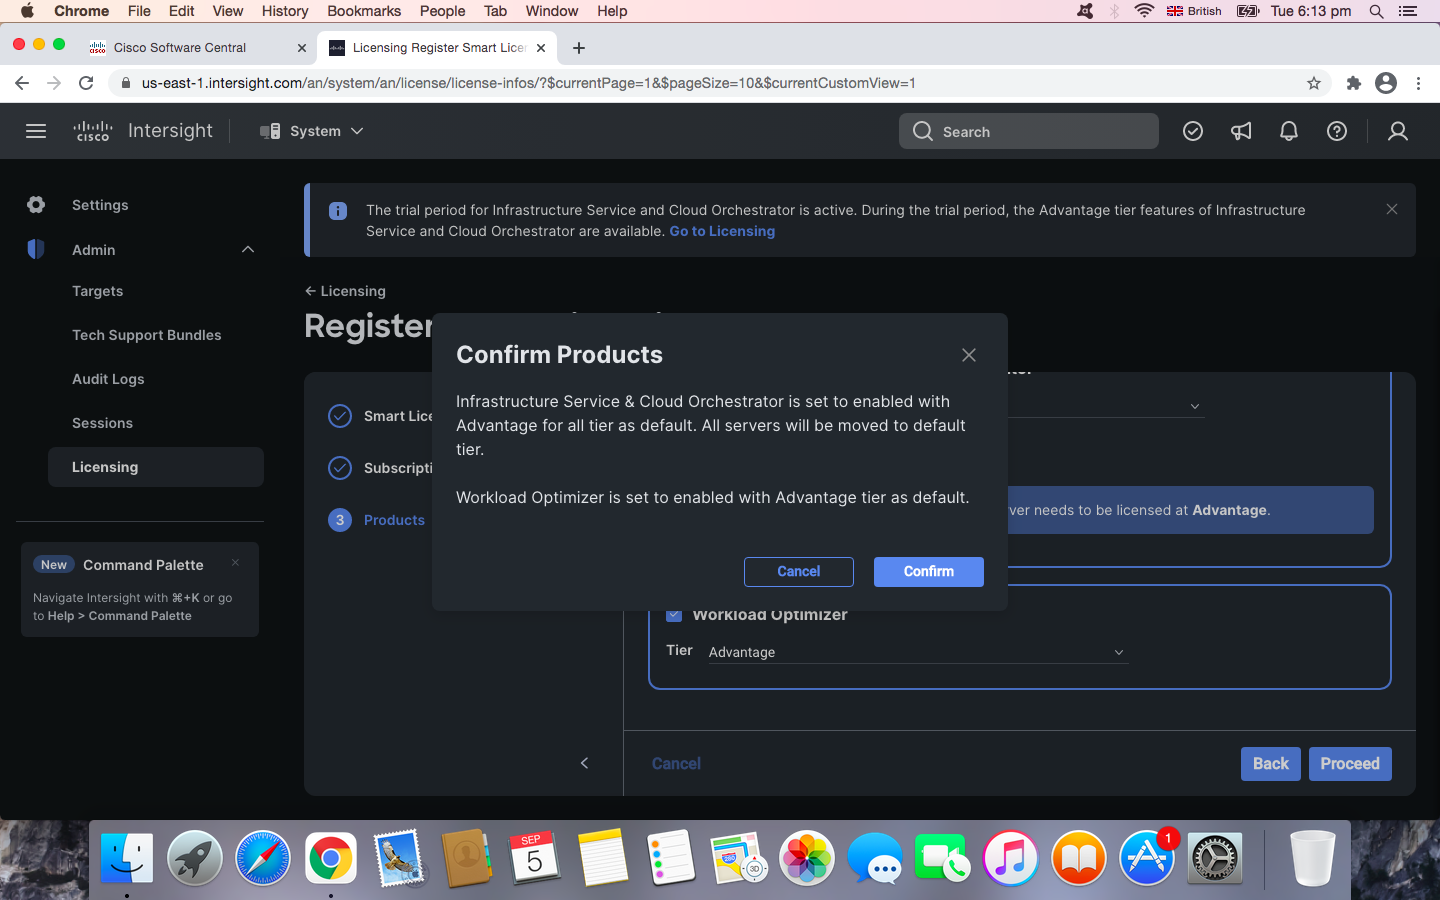 Chrome File Edit View History Bookmarks People Tab Window Help British Tue 6:13 pm
Cisco Software Central
Licensing Register Smart Lice
us-east-1.intersight.com/an/system/an/license/license-infos/?$currentPage=1&$pageSize=10&$currentCustomView=1
cisco Intersight System Search
Settings
Admin
Targets
Tech Support Bundles
Audit Logs
Sessions
Licensing
New Command Palette
Navigate Intersight with ⌘+K or go
to Help > Command Palette
The trial period for Infrastructure Service and Cloud Orchestrator is active. During the trial period, the Advantage tier features of Infrastructure
Service and Cloud Orchestrator are available. Go to Licensing
← Licensing
Register
Smart Lice
Subscripti
3 Products
Confirm Products
Infrastructure Service & Cloud Orchestrator is set to enabled with
Advantage for all tier as default. All servers will be moved to default
tier.
Workload Optimizer is set to enabled with Advantage tier as default.
Cancel Confirm
ver needs to be licensed at Advantage.
Workload Optimizer
Tier Advantage
Cancel Back Proceed
SEP
5
280
3D
1